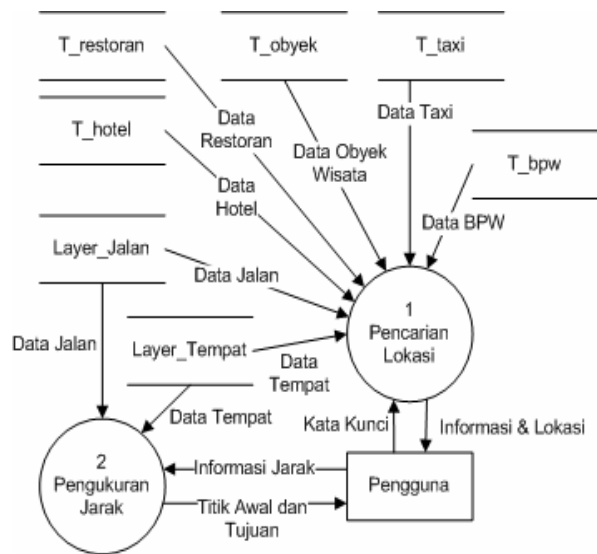 T_restoran
T_obyek
T_taxi
T_hotel
T_bpw
Data
Restoran
Data Obyek
Wisata
Data Taxi
Data BPW
Data
Hotel
Layer_Jalan
Data Jalan
1
Pencarian
Lokasi
Data Jalan
Layer_Tempat
Data
Tempat
Data Tempat
Kata Kunci
Informasi & Lokasi
2
Pengukuran
Jarak
Informasi Jarak
Titik Awal dan
Tujuan
Pengguna